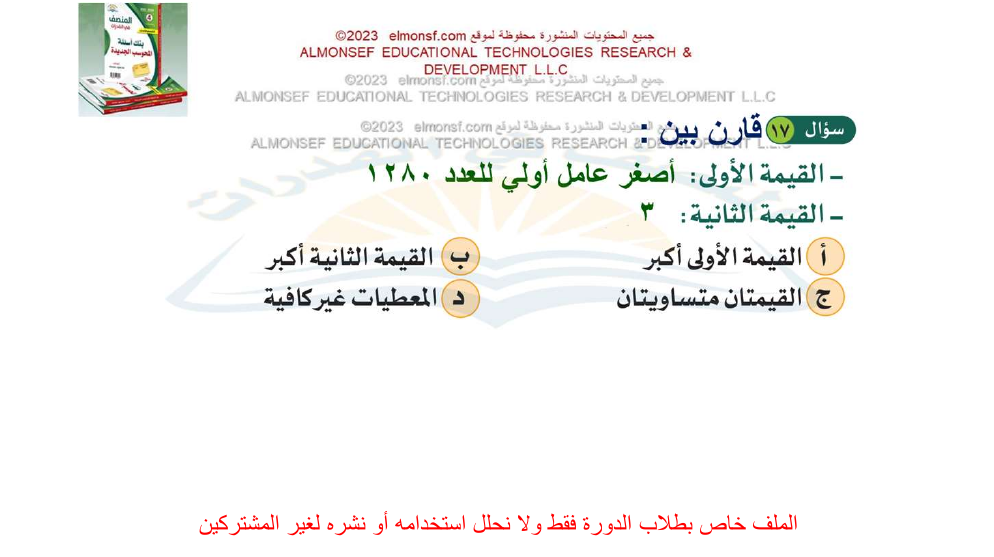 جميع المحتويات المنشورة محفوظة لموقع elmonsf.com ©2023
ALMONSEF EDUCATIONAL TECHNOLOGIES RESEARCH &
DEVELOPMENT L.L.C
جميع المحتويات المنشورة محفوظة لموقع elmonsf.com ©2023
ALMONSEF EDUCATIONAL TECHNOLOGIES RESEARCH & DEVELOPMENT L.L.C
جميع المحتويات المنشورة محفوظة لموقع elmonsf.com ©2023
ALMONSEF EDUCATIONAL TECHNOLOGIES RESEARCH & DEVELOPMENT L.L.C
سؤال ١٧ قارن بين :
- القيمة الأولى: أصغر عامل أولي للعدد ١٢٨٠
- القيمة الثانية: ٣
أ القيمة الأولى أكبر ب القيمة الثانية أكبر
ج القيمتان متساويتان د المعطيات غير كافية
الملف خاص بطلاب الدورة فقط ولا نحلل استخدامه أو نشره لغير المشتركين
المنصف
بنك أسئلة
المحوسب الجديدة